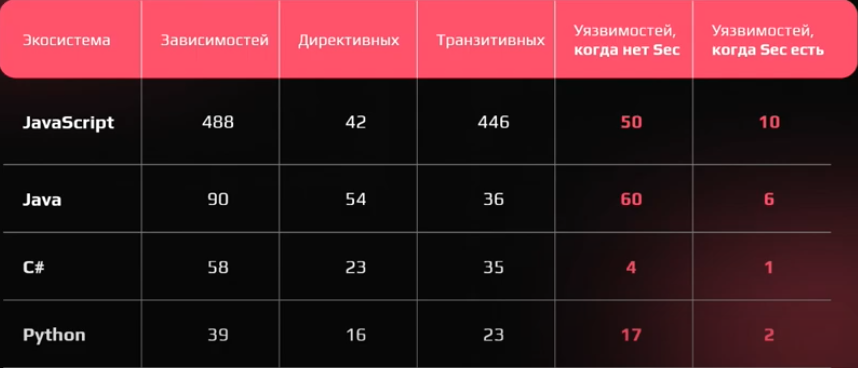 Экосистема Зависимостей Директивных Транзитивных Уязвимостей, когда нет Sec Уязвимостей, когда Sec есть
JavaScript 488 42 446 50 10
Java 90 54 36 60 6
C# 58 23 35 4 1
Python 39 16 23 17 2